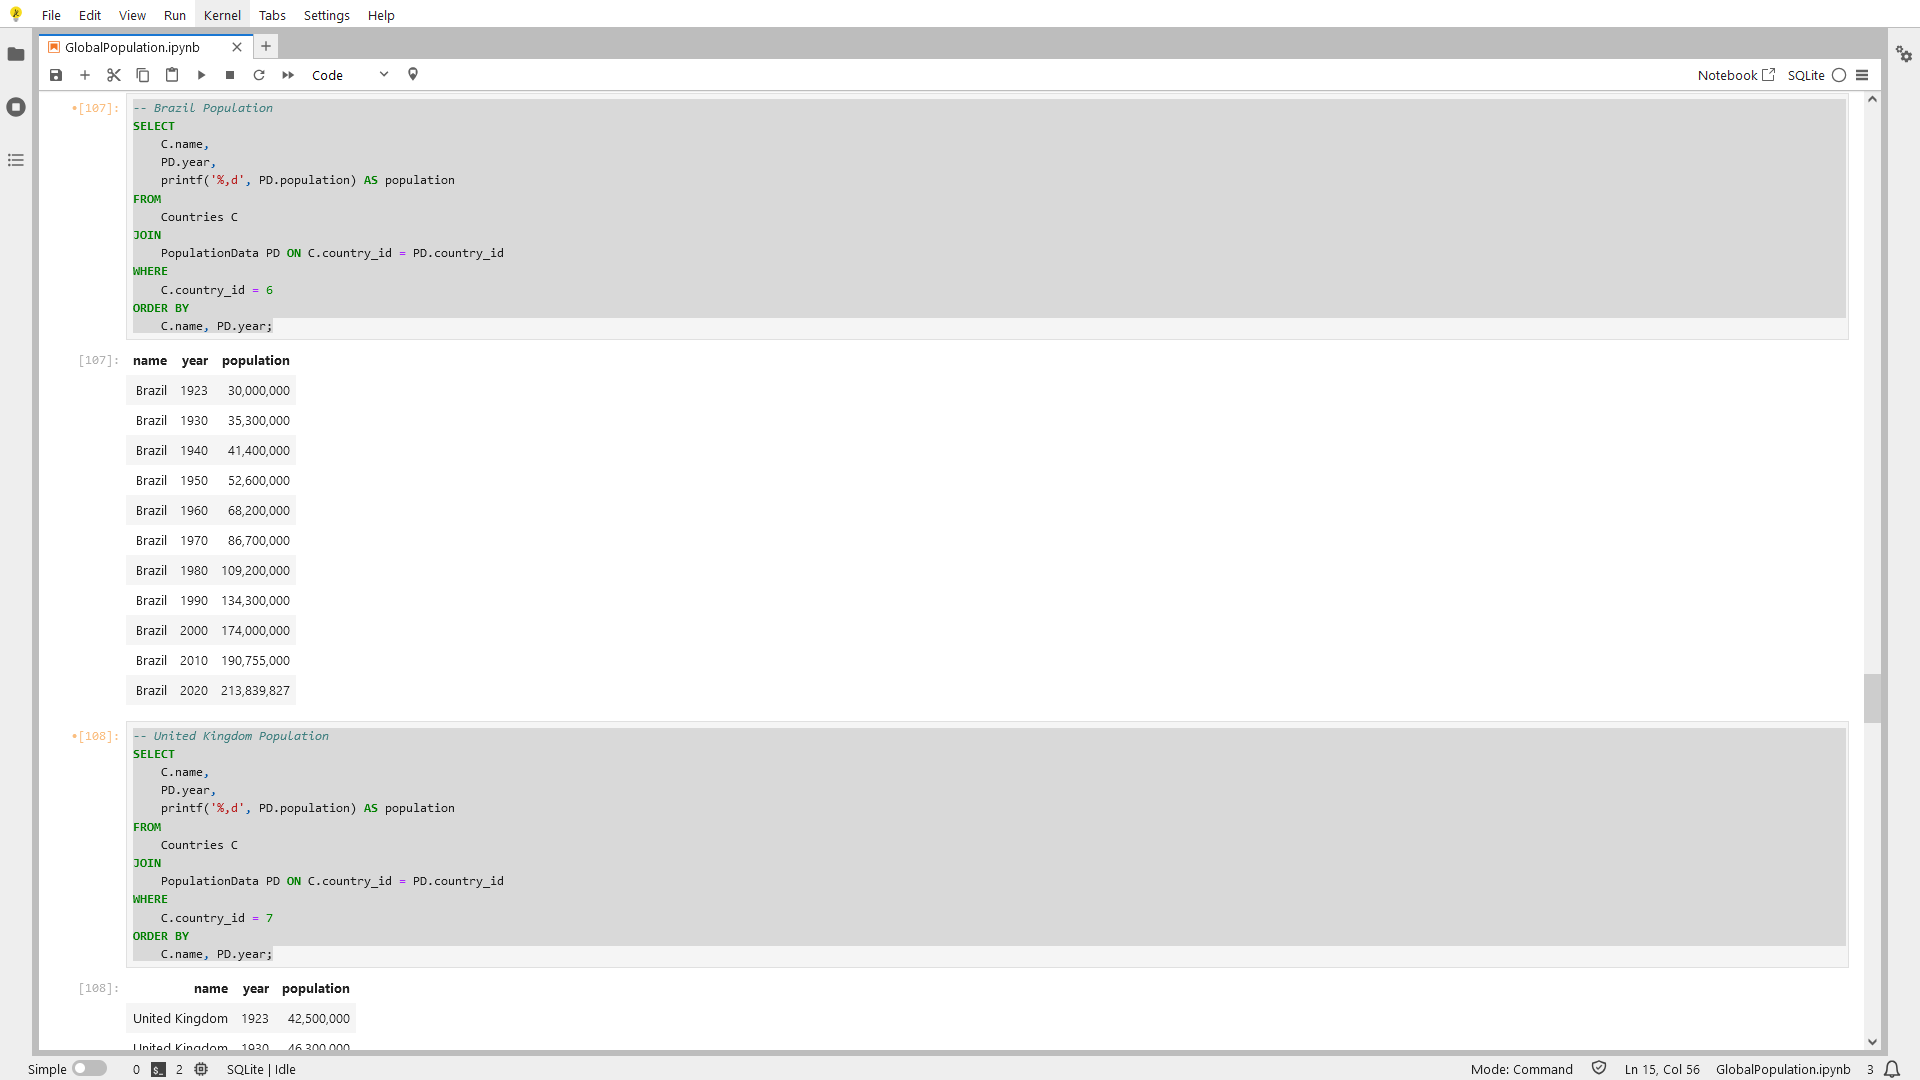 File Edit View Run Kernel Tabs Settings Help
GlobalPopulation.ipynb
Code
Notebook SQLite
[107]: -- Brazil Population
SELECT
C.name,
PD.year,
printf('%,d', PD.population) AS population
FROM
Countries C
JOIN
PopulationData PD ON C.country_id = PD.country_id
WHERE
C.country_id = 6
ORDER BY
C.name, PD.year;
[107]: name year population
Brazil 1923 30,000,000
Brazil 1930 35,300,000
Brazil 1940 41,400,000
Brazil 1950 52,600,000
Brazil 1960 68,200,000
Brazil 1970 86,700,000
Brazil 1980 109,200,000
Brazil 1990 134,300,000
Brazil 2000 174,000,000
Brazil 2010 190,755,000
Brazil 2020 213,839,827
[108]: -- United Kingdom Population
SELECT
C.name,
PD.year,
printf('%,d', PD.population) AS population
FROM
Countries C
JOIN
PopulationData PD ON C.country_id = PD.country_id
WHERE
C.country_id = 7
ORDER BY
C.name, PD.year;
[108]: name year population
United Kingdom 1923 42,500,000
United Kingdom 1930 46,300,000
Simple 0 $_ 2 SQLite | Idle Mode: Command Ln 15, Col 56 GlobalPopulation.ipynb 3